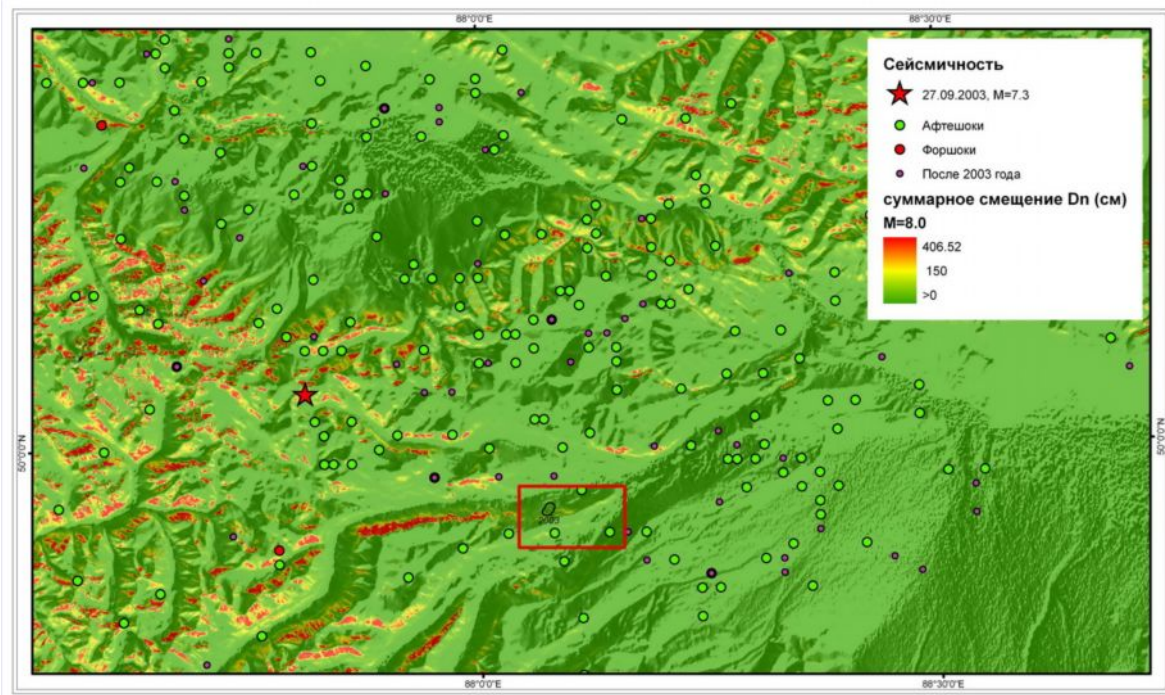 88°0'0"E
88°30'0"E
Сейсмичность
27.09.2003, M=7.3
Афтешоки
Форшоки
После 2003 года
суммарное смещение Dn (см)
M=8.0
406.52
150
>0
50°0'0"N
50°0'0"N
2003
88°0'0"E
88°30'0"E